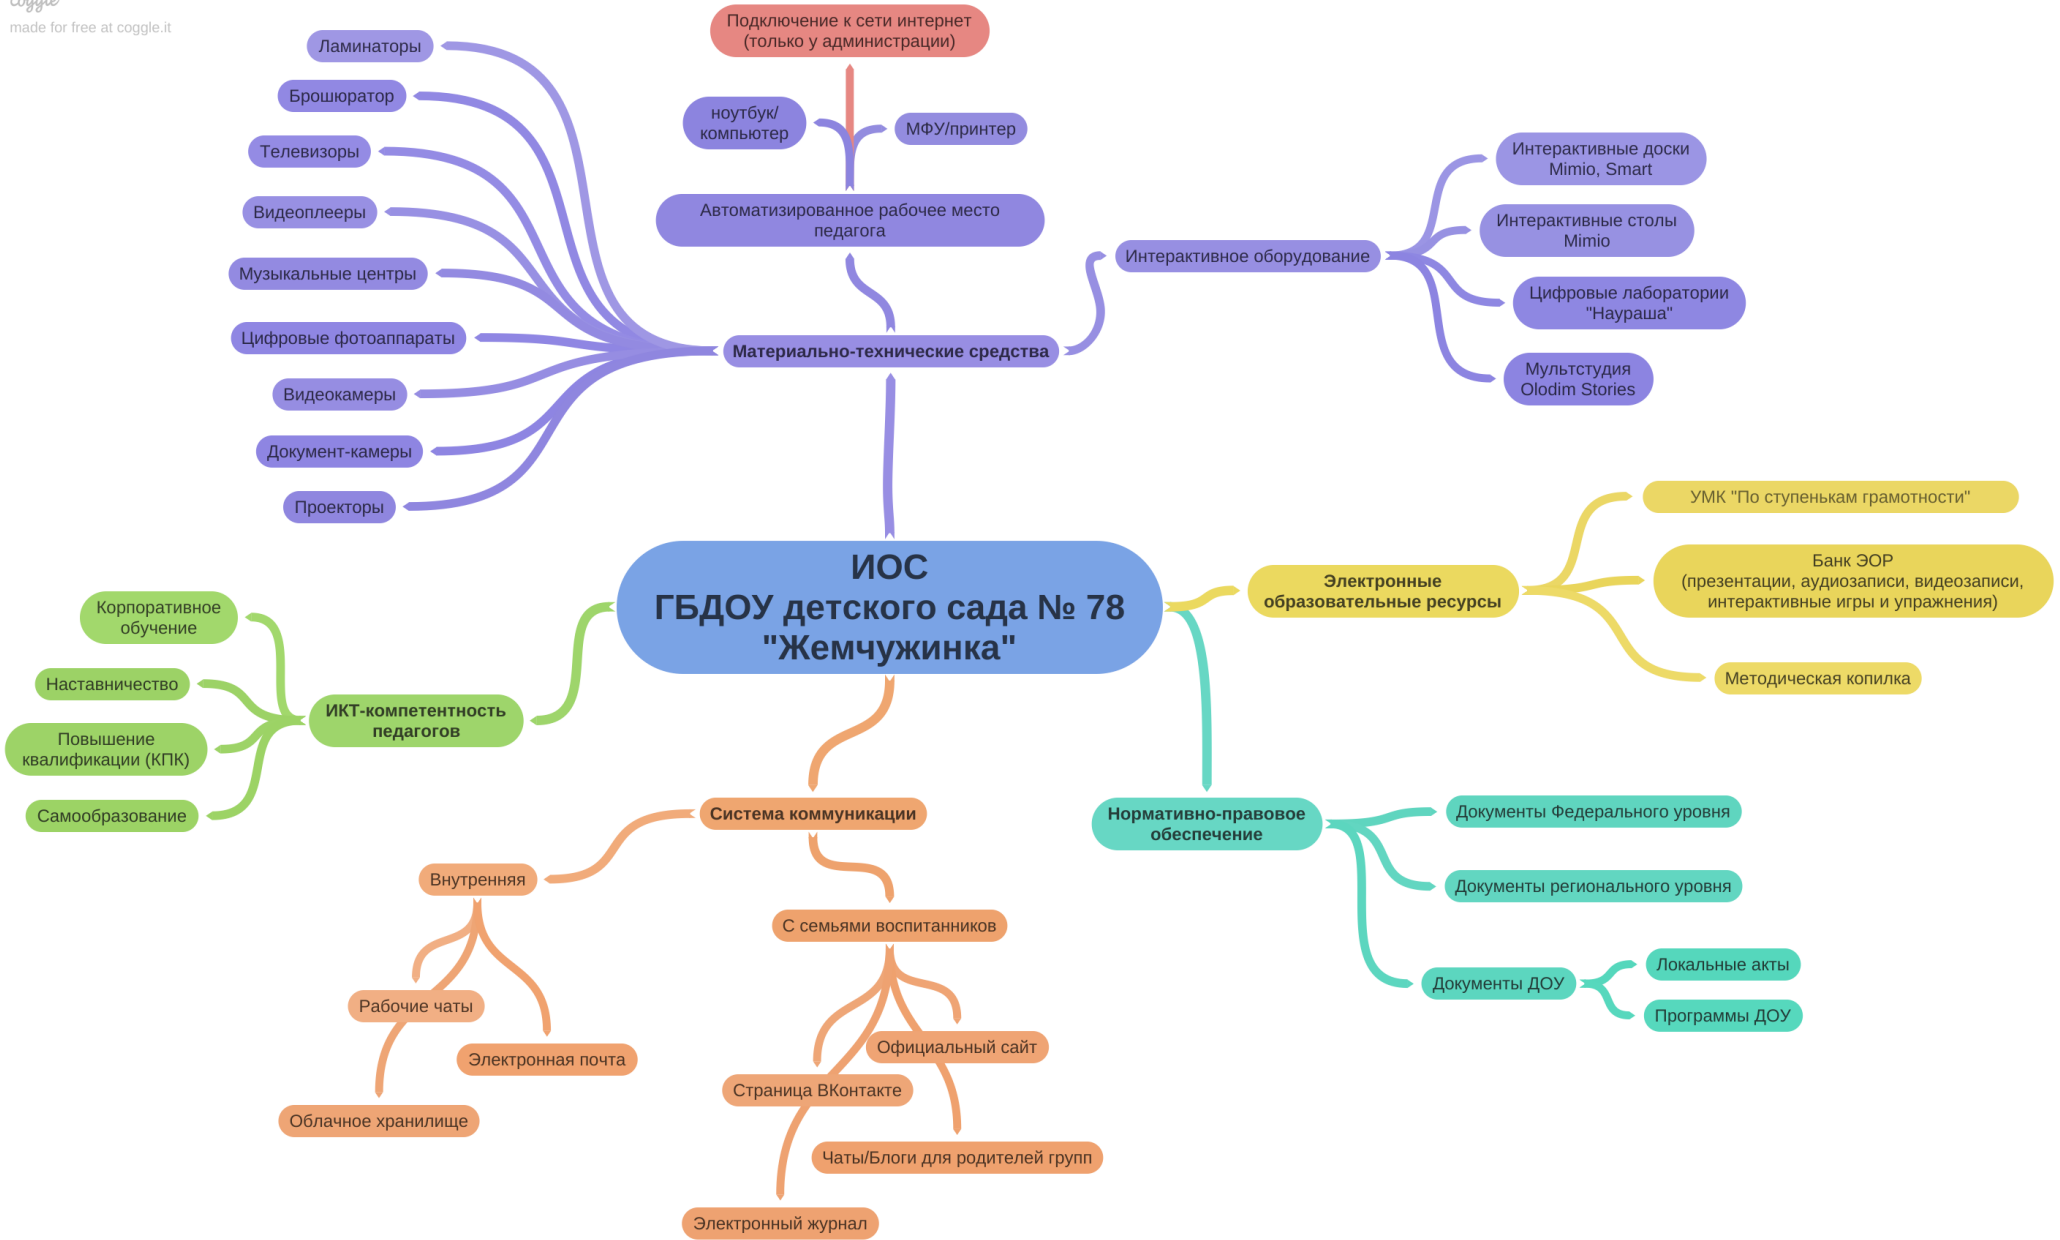 made for free at coggle.it
Подключение к сети интернет
(только у администрации)
ноутбук/
компьютер
МФУ/принтер
Автоматизированное рабочее место
педагога
Ламинаторы
Брошюратор
Телевизоры
Видеоплееры
Музыкальные центры
Цифровые фотоаппараты
Видеокамеры
Документ-камеры
Проекторы
Материально-технические средства
Интерактивное оборудование
Интерактивные доски
Mimio, Smart
Интерактивные столы
Mimio
Цифровые лаборатории
"Наураша"
Мультстудия
Olodim Stories
ИОС
ГБДОУ детского сада № 78
"Жемчужинка"
Электронные
образовательные ресурсы
УМК "По ступенькам грамотности"
Банк ЭОР
(презентации, аудиозаписи, видеозаписи,
интерактивные игры и упражнения)
Методическая копилка
Корпоративное
обучение
Наставничество
Повышение
квалификации (КПК)
Самообразование
ИКТ-компетентность
педагогов
Система коммуникации
Внутренняя
Рабочие чаты
Электронная почта
Облачное хранилище
С семьями воспитанников
Официальный сайт
Страница ВКонтакте
Чаты/Блоги для родителей групп
Электронный журнал
Нормативно-правовое
обеспечение
Документы Федерального уровня
Документы регионального уровня
Документы ДОУ
Локальные акты
Программы ДОУ